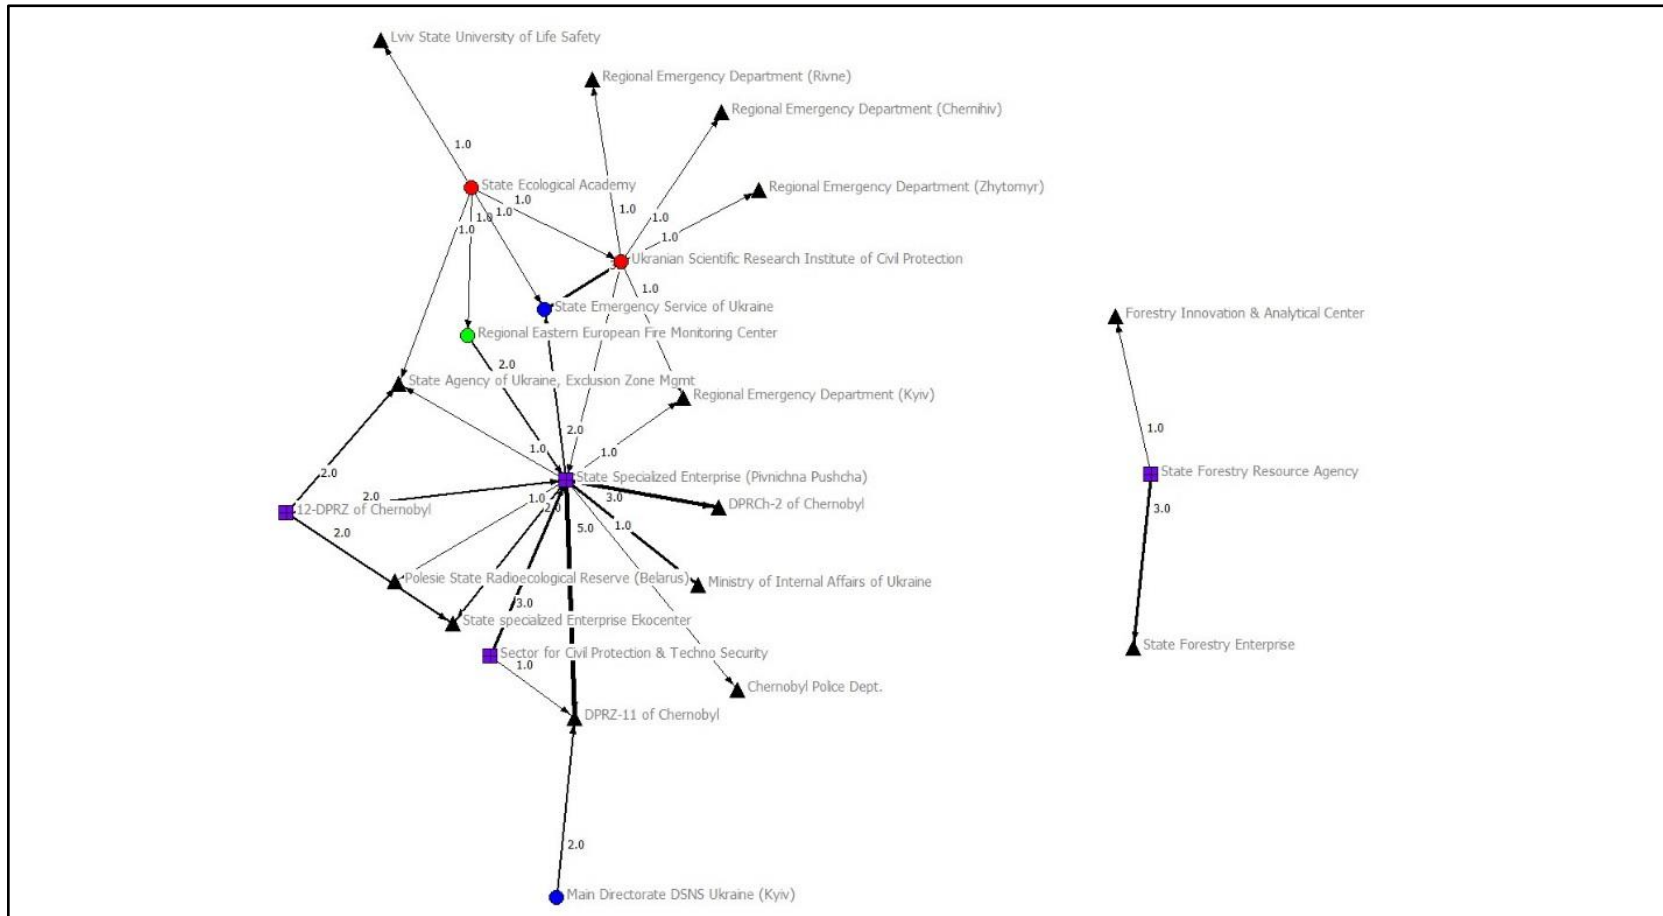 Lviv State University of Life Safety
Regional Emergency Department (Rivne)
Regional Emergency Department (Chernihiv)
1.0
State Ecological Academy
Regional Emergency Department (Zhytomyr)
1.0
1.0
1.0
1.0
1.0
1.0
1.0
1.0
Ukranian Scientific Research Institute of Civil Protection
1.0
State Emergency Service of Ukraine
Forestry Innovation & Analytical Center
Regional Eastern European Fire Monitoring Center
2.0
State Agency of Ukraine, Exclusion Zone Mgmt
Regional Emergency Department (Kyiv)
2.0
1.0
1.0
1.0
2.0
State Specialized Enterprise (Pivnichna Pushcha)
State Forestry Resource Agency
2.0
1.0
3.0
2.0
12-DPRZ of Chernobyl
DPRCh-2 of Chernobyl
3.0
2.0
5.0
1.0
Polesie State Radioecological Reserve (Belarus)
Ministry of Internal Affairs of Ukraine
3.0
State specialized Enterprise Ekocenter
State Forestry Enterprise
Sector for Civil Protection & Techno Security
1.0
Chernobyl Police Dept.
DPRZ-11 of Chernobyl
2.0
Main Directorate DSNS Ukraine (Kyiv)